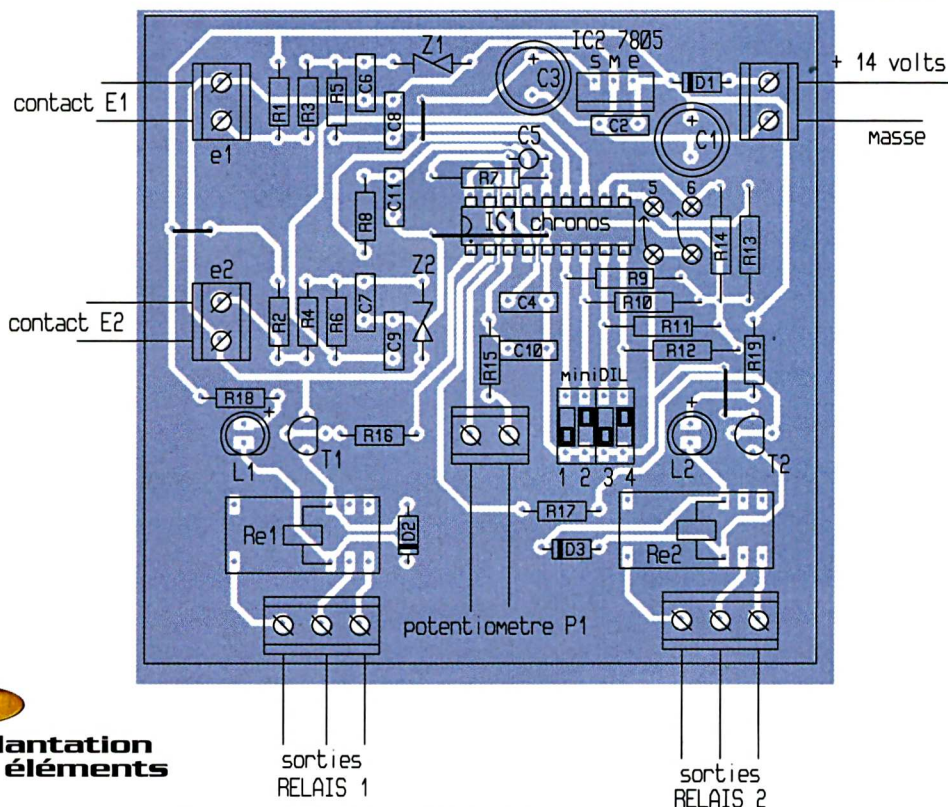 IC2 7805
s M e
+ 14 volts
masse
contact E1
e1
R1
R3
R5
C6
Z1
C8
C3
+
C2
D1
+
C1
C5
R7
C11
R8
IC1 chronos
5
6
R14
R13
contact E2
e2
R2
R4
R6
C7
Z2
C9
R9
R10
R11
R12
C4
C10
R15
R19
miniDIL
1 2 3 4
R18
+
L1
T1
R16
+
L2
T2
R17
Re1
D2
D3
Re2
potentiometre P1
sorties
RELAIS 1
sorties
RELAIS 2
lantation
éléments